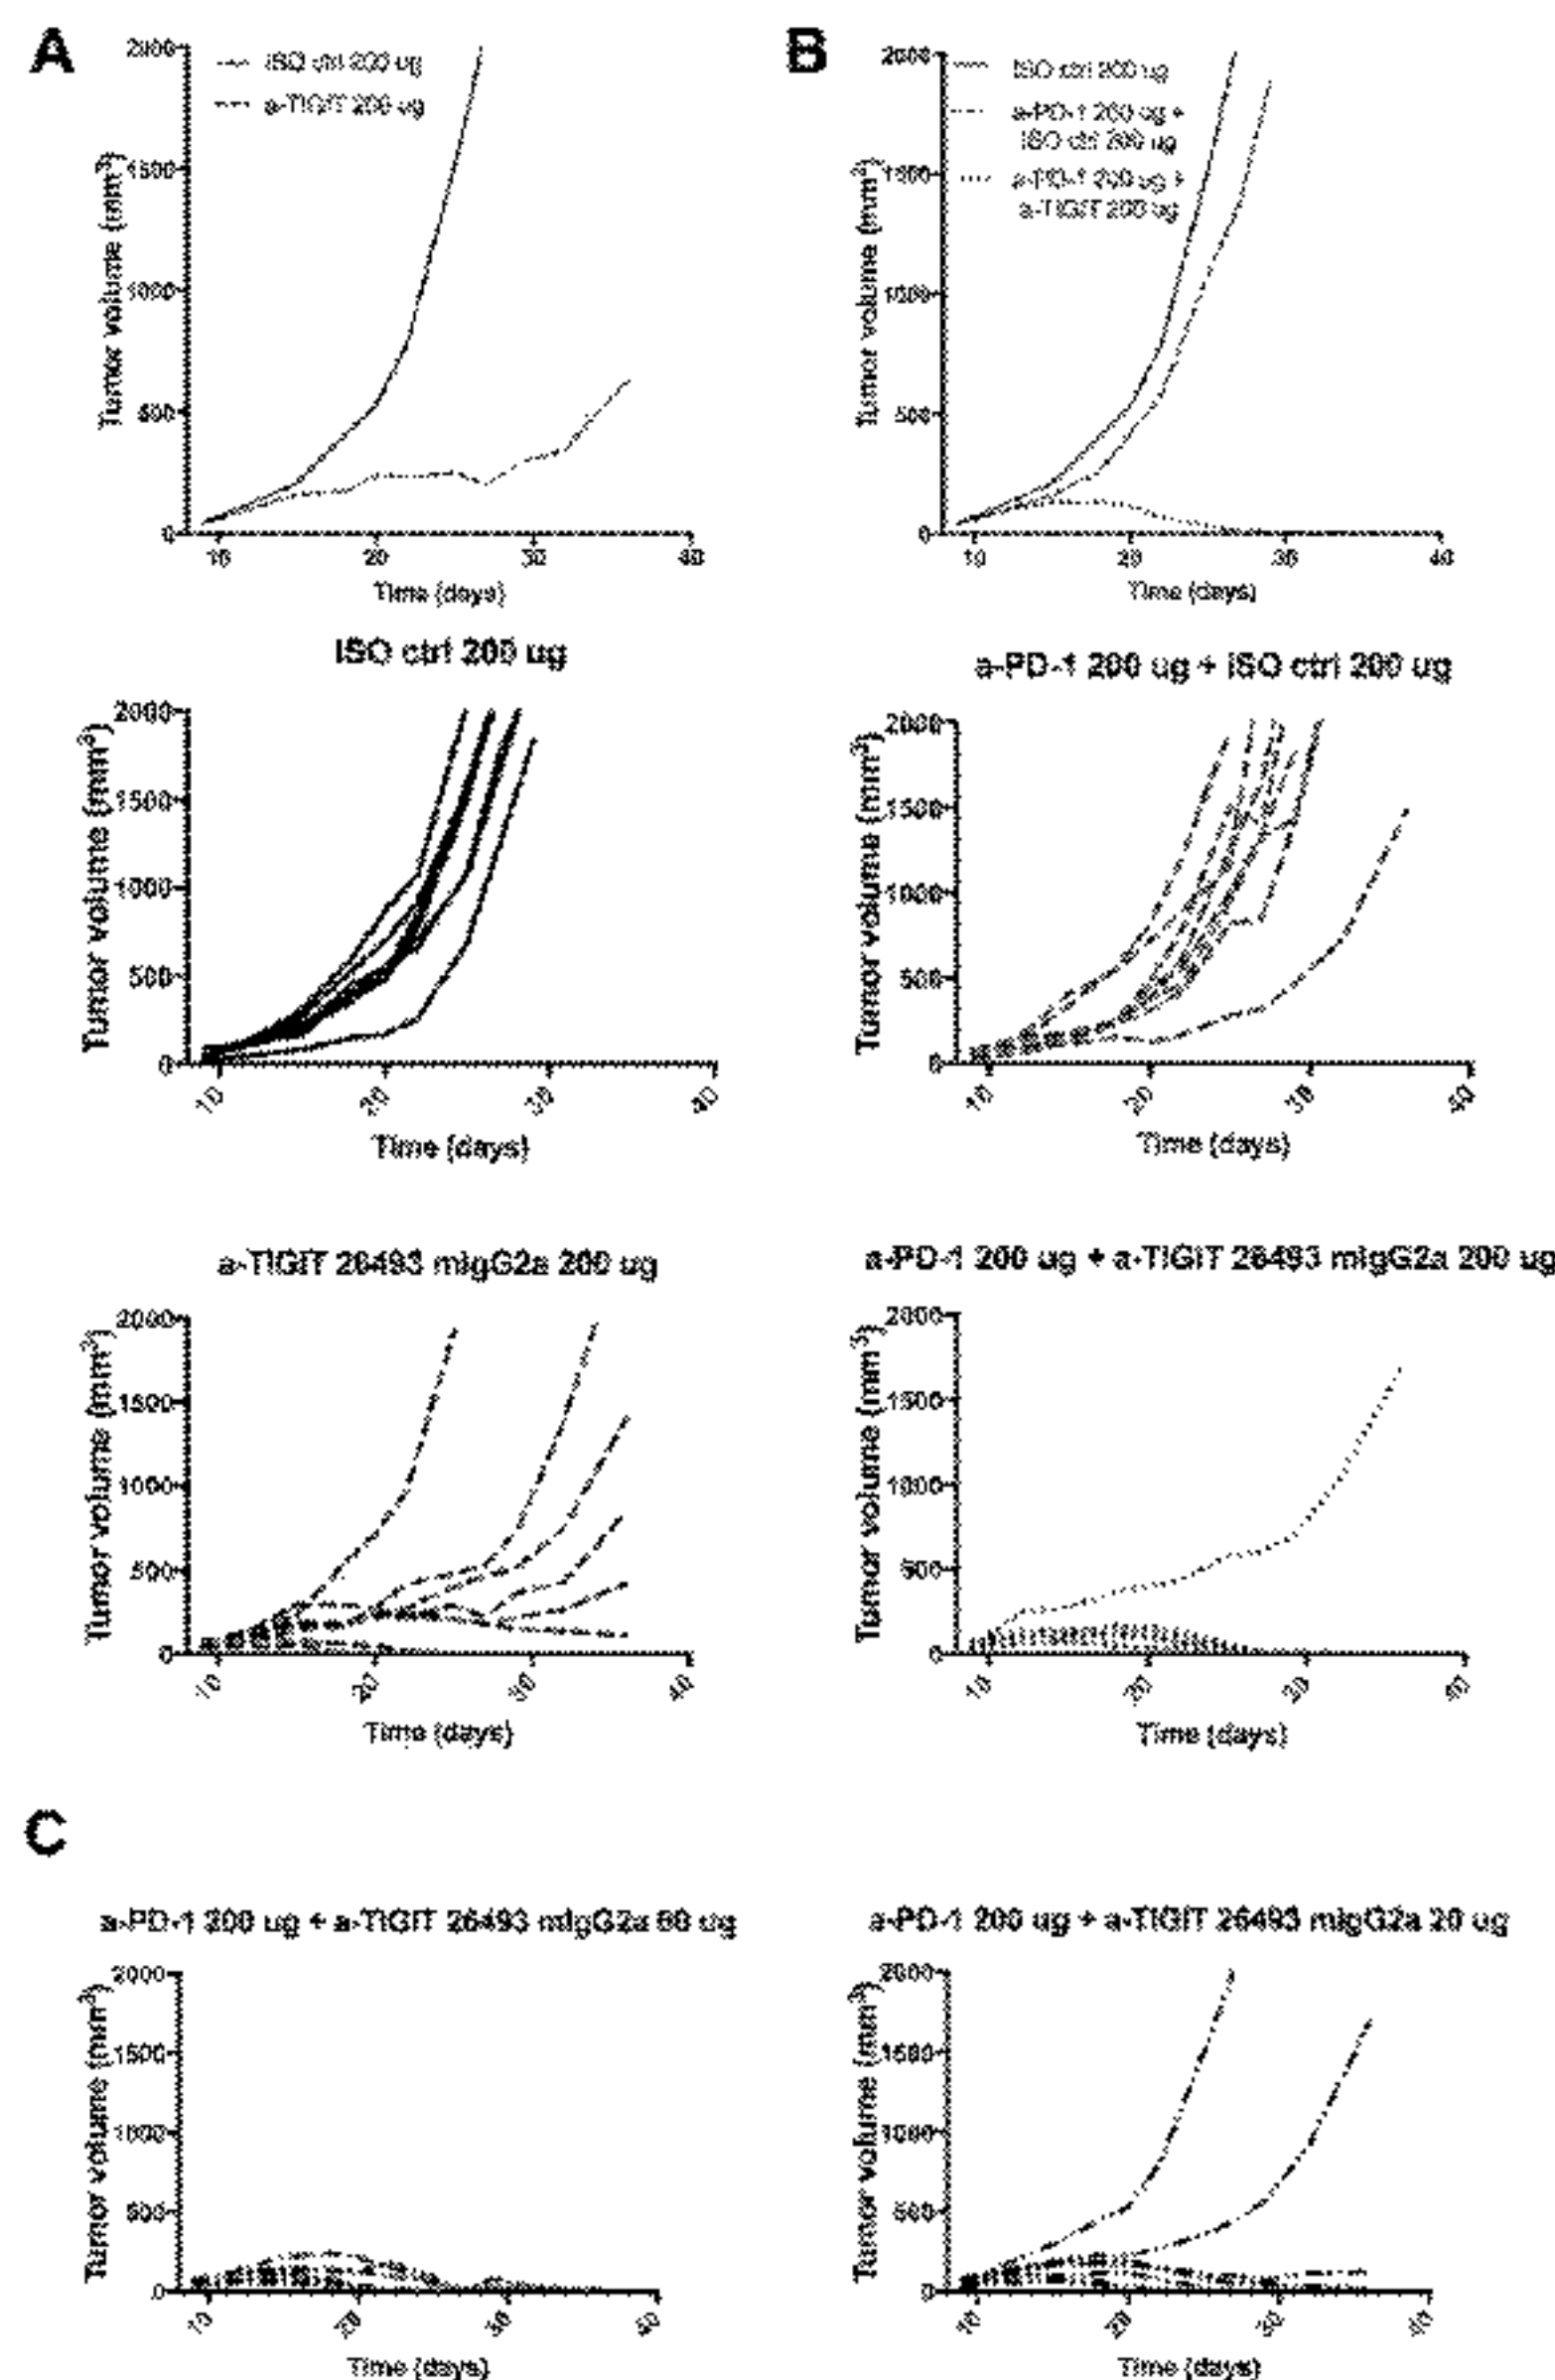 A
2000
1500
1000
500
0
10 20 30 40
Tumor volume (mm³)
Time (days)
ISO ctrl 200 ug
a-TIGIT 200 ug
B
2000
1500
1000
500
0
10 20 30 40
Tumor volume (mm³)
Time (days)
ISO ctrl 200 ug
a-PD-1 200 ug +
ISO ctrl 200 ug
a-PD-1 200 ug +
a-TIGIT 200 ug
ISO ctrl 200 ug
2000
1500
1000
500
0
10 20 30 40
Tumor volume (mm³)
Time (days)
a-PD-1 200 ug + ISO ctrl 200 ug
2000
1500
1000
500
0
10 20 30 40
Tumor volume (mm³)
Time (days)
a-TIGIT 26493 mIgG2a 200 ug
2000
1500
1000
500
0
10 20 30 40
Tumor volume (mm³)
Time (days)
a-PD-1 200 ug + a-TIGIT 26493 mIgG2a 200 ug
2000
1500
1000
500
0
10 20 30 40
Tumor volume (mm³)
Time (days)
C
a-PD-1 200 ug + a-TIGIT 26493 mIgG2a 60 ug
2000
1500
1000
500
0
10 20 30 40
Tumor volume (mm³)
Time (days)
a-PD-1 200 ug + a-TIGIT 26493 mIgG2a 20 ug
2000
1500
1000
500
0
10 20 30 40
Tumor volume (mm³)
Time (days)